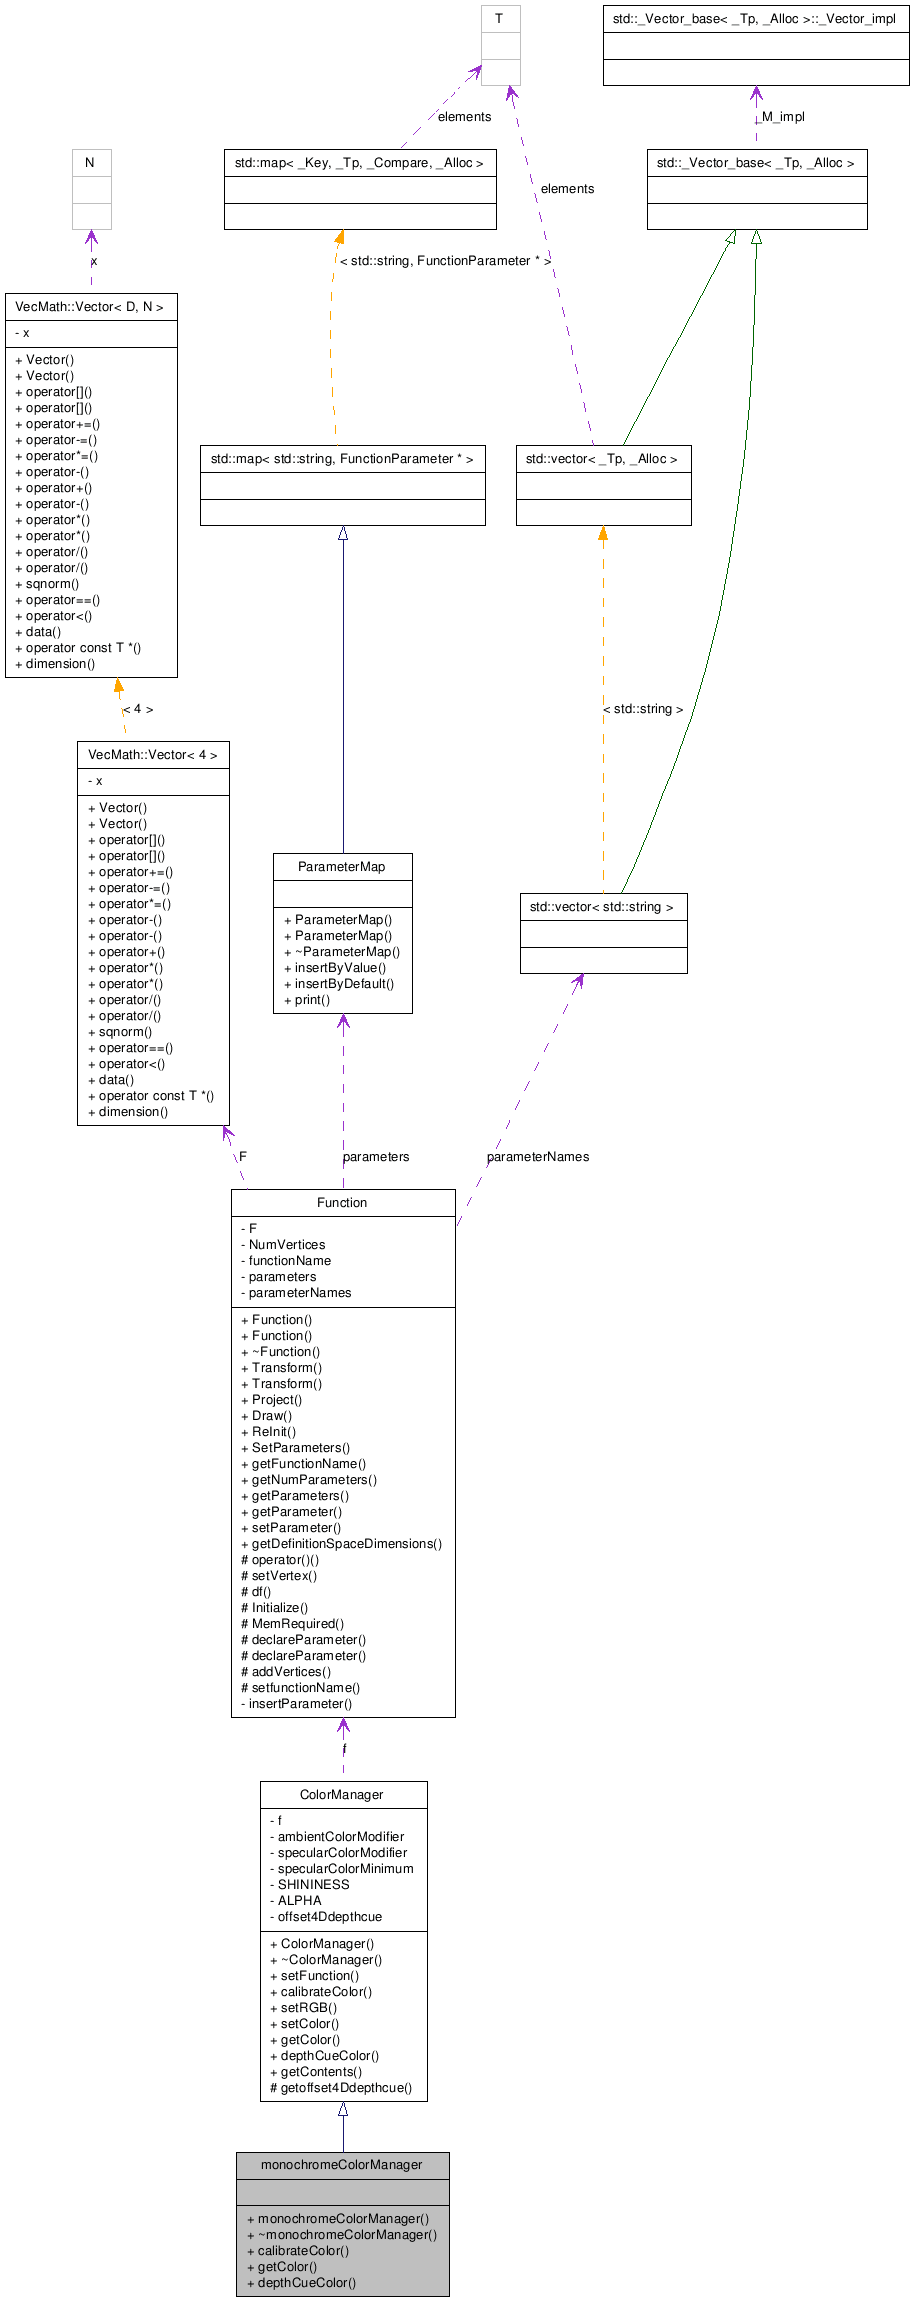 T
std::_Vector_base< _Tp, _Alloc >::_Vector_impl
elements
_M_impl
N
std::map< _Key, _Tp, _Compare, _Alloc >
std::_Vector_base< _Tp, _Alloc >
elements
x
< std::string, FunctionParameter * >
VecMath::Vector< D, N >
- x
+ Vector()
+ Vector()
+ operator[]()
+ operator[]()
+ operator+=()
+ operator-=()
+ operator*=()
+ operator-()
+ operator+()
+ operator-()
+ operator*()
+ operator*()
+ operator/()
+ operator/()
+ sqnorm()
+ operator==()
+ operator<()
+ data()
+ operator const T *()
+ dimension()
std::map< std::string, FunctionParameter * >
std::vector< _Tp, _Alloc >
< 4 >
< std::string >
VecMath::Vector< 4 >
- x
+ Vector()
+ Vector()
+ operator[]()
+ operator[]()
+ operator+=()
+ operator-=()
+ operator*=()
+ operator-()
+ operator-()
+ operator+()
+ operator*()
+ operator*()
+ operator/()
+ operator/()
+ sqnorm()
+ operator==()
+ operator<()
+ data()
+ operator const T *()
+ dimension()
ParameterMap
+ ParameterMap()
+ ParameterMap()
+ ~ParameterMap()
+ insertByValue()
+ insertByDefault()
+ print()
std::vector< std::string >
F
parameters
parameterNames
Function
- F
- NumVertices
- functionName
- parameters
- parameterNames
+ Function()
+ Function()
+ ~Function()
+ Transform()
+ Transform()
+ Project()
+ Draw()
+ ReInit()
+ SetParameters()
+ getFunctionName()
+ getNumParameters()
+ getParameters()
+ getParameter()
+ setParameter()
+ getDefinitionSpaceDimensions()
# operator()()
# setVertex()
# df()
# Initialize()
# MemRequired()
# declareParameter()
# declareParameter()
# addVertices()
# setfunctionName()
- insertParameter()
f
ColorManager
- f
- ambientColorModifier
- specularColorModifier
- specularColorMinimum
- SHININESS
- ALPHA
- offset4Ddepthcue
+ ColorManager()
+ ~ColorManager()
+ setFunction()
+ calibrateColor()
+ setRGB()
+ setColor()
+ getColor()
+ depthCueColor()
+ getContents()
# getoffset4Ddepthcue()
monochromeColorManager
+ monochromeColorManager()
+ ~monochromeColorManager()
+ calibrateColor()
+ getColor()
+ depthCueColor()